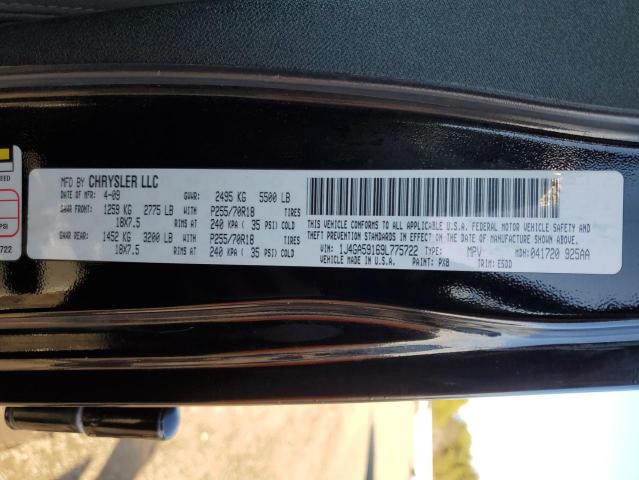 EED
PSI
722
MFD BY CHRYSLER LLC
DATE OF MFR 4-09 GVWR: 2495 KG 5500 LB
GAWR FRONT: 1259 KG 2775 LB WITH P255/70R18 TIRES
18X7.5 RIMS AT 240 KPA ( 35 PSI) COLD
GAWR REAR: 1452 KG 3200 LB WITH P255/70R18 TIRES
18X7.5 RIMS AT 240 KPA ( 35 PSI) COLD
THIS VEHICLE CONFORMS TO ALL APPLICABLE U.S.A. FEDERAL MOTOR VEHICLE SAFETY AND
THEFT PREVENTION STANDARDS IN EFFECT ON THE DATE OF MANUFACTURE SHOWN ABOVE.
VIN: 1J4GA59169L775722 TYPE: MPV MDH: 041720 925AA
VEHICLE MADE IN U.S.A. PAINT: PXB TRIM: E5DD